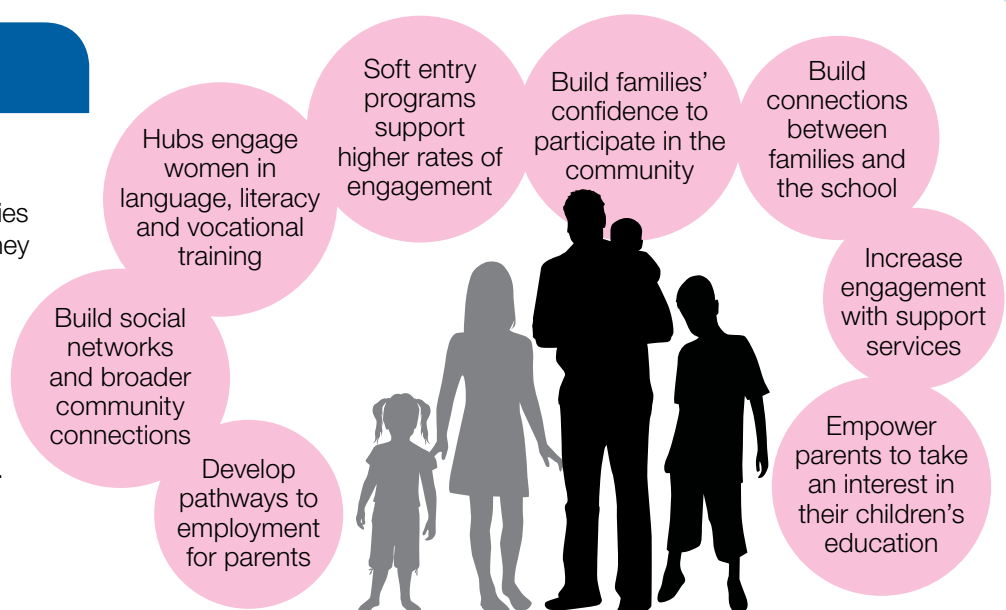 ies
ney
.
Develop
pathways to
employment
for parents
Build social
networks
and broader
community
connections
Hubs engage
women in
language, literacy
and vocational
training
Soft entry
programs
support
higher rates of
engagement
Build families’
confidence to
participate in the
community
Build
connections
between
families and
the school
Increase
engagement
with support
services
Empower
parents to take
an interest in
their children’s
education